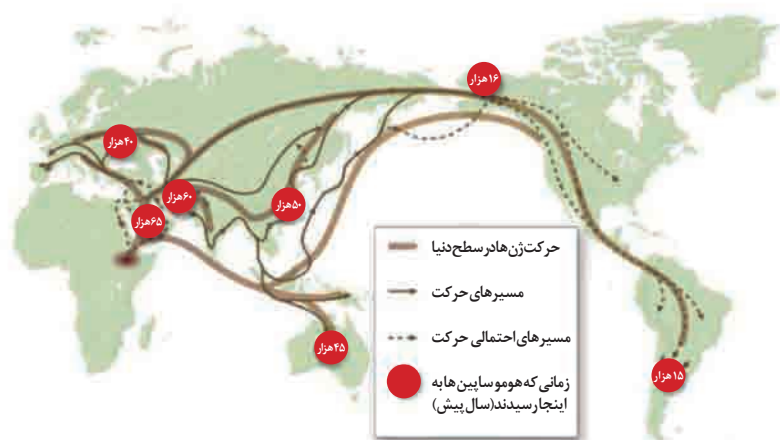 ۱۶هزار
۴۰هزار
۶۰هزار
۵۰هزار
۶۵هزار
۴۵هزار
۱۵هزار
حرکت ژن‌ها در سطح دنیا
مسیرهای حرکت
مسیرهای احتمالی حرکت
زمانی که هوموساپین‌ها به
اینجا رسیدند (سال پیش)